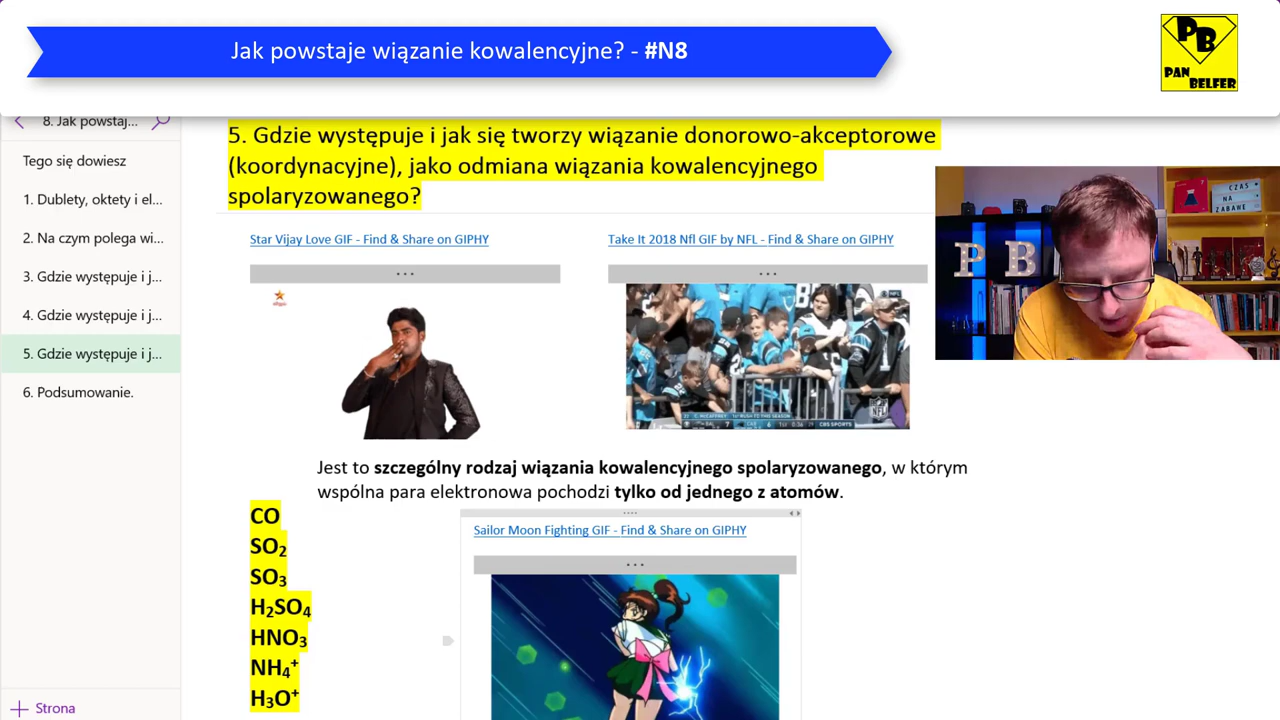 Jak powstaje wiązanie kowalencyjne? - #N8
PB
PAN
BELFER
8. Jak powstaj...
Tego się dowiesz
1. Dublety, oktety i el...
2. Na czym polega wi...
3. Gdzie występuje i j...
4. Gdzie występuje i j...
5. Gdzie występuje i j...
6. Podsumowanie.
Strona
5. Gdzie występuje i jak się tworzy wiązanie donorowo-akceptorowe
(koordynacyjne), jako odmiana wiązania kowalencyjnego
spolaryzowanego?
Star Vijay Love GIF - Find & Share on GIPHY
Take It 2018 Nfl GIF by NFL - Find & Share on GIPHY
CZAS
NA
ZABAWĘ
P B
NFL
CBS SPORTS
Jest to szczególny rodzaj wiązania kowalencyjnego spolaryzowanego, w którym
wspólna para elektronowa pochodzi tylko od jednego z atomów.
CO
SO₂
SO₃
H₂SO₄
HNO₃
NH₄⁺
H₃O⁺
Sailor Moon Fighting GIF - Find & Share on GIPHY